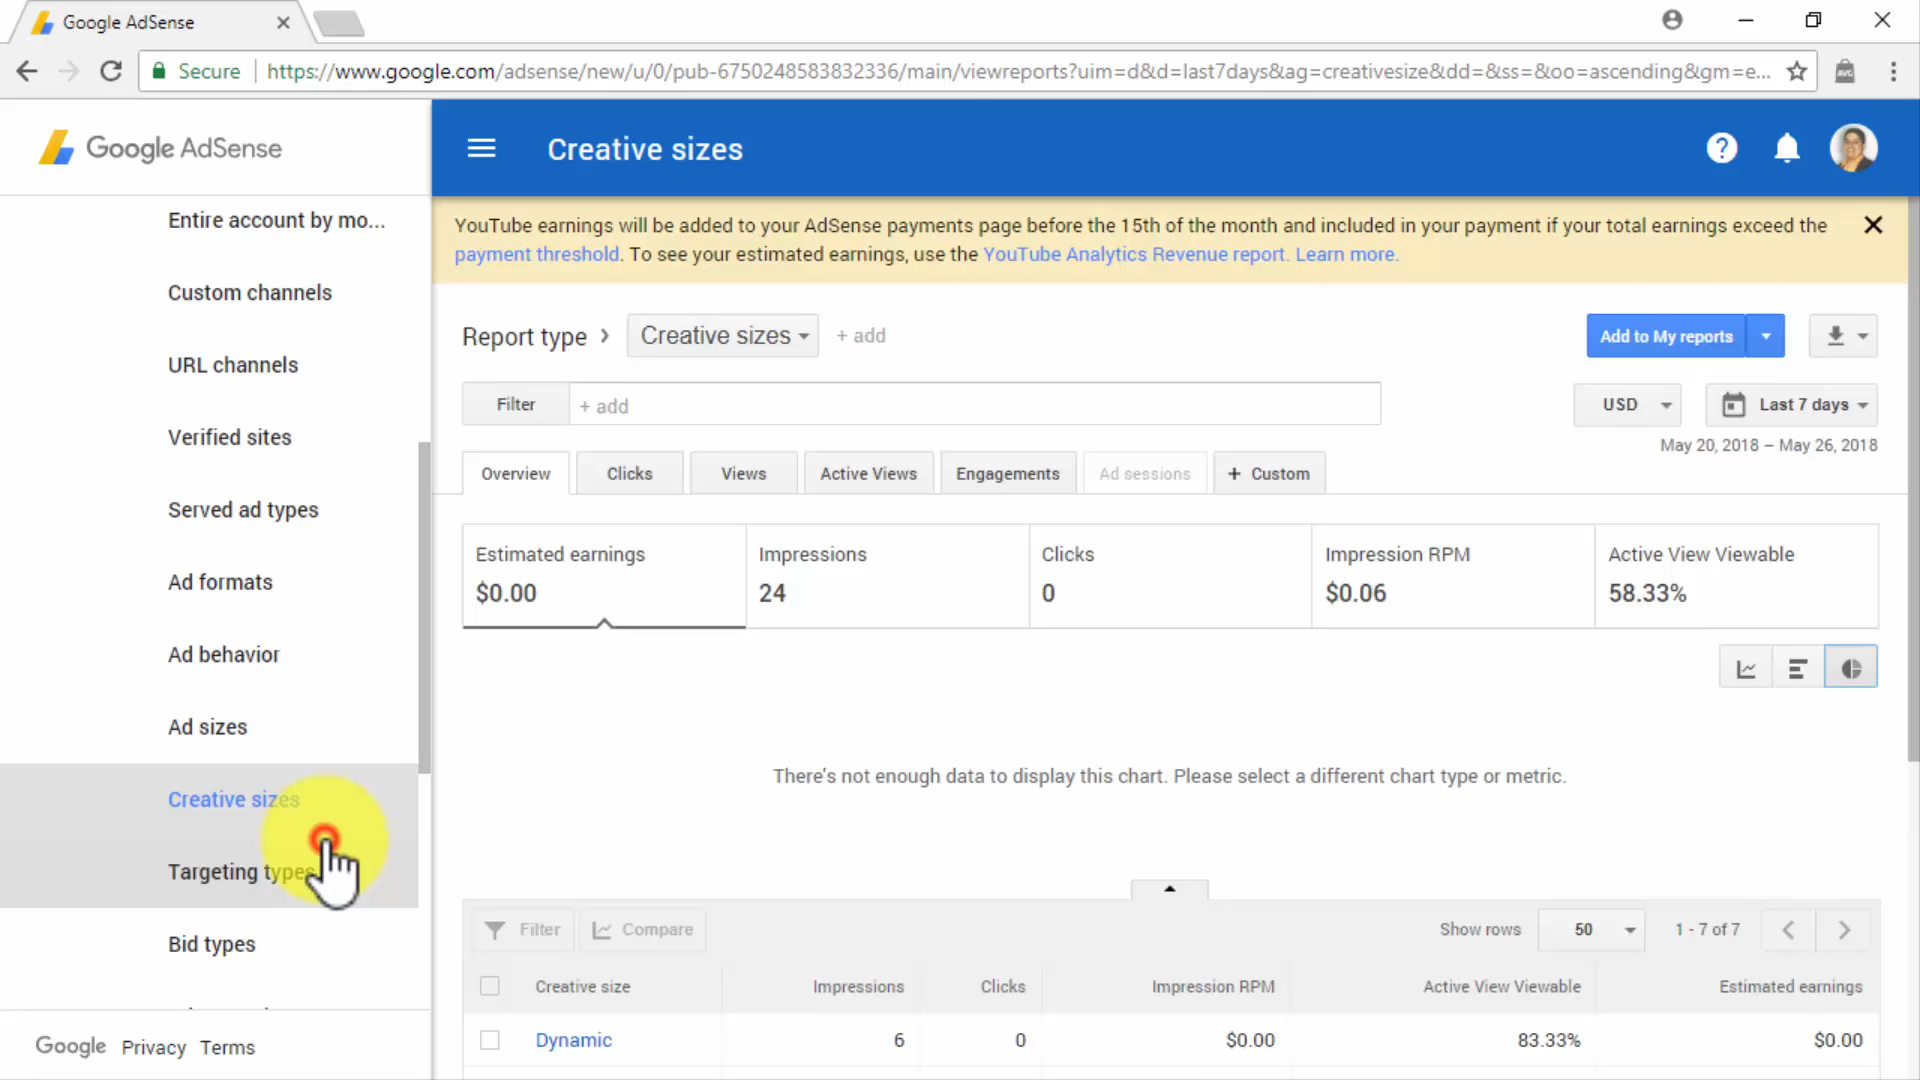 Google AdSense
Secure
https://www.google.com/adsense/new/u/0/pub-6750248583832336/main/viewreports?uim=d&d=last7days&ag=creativesize&dd=&ss=&oo=ascending&gm=e...
Google AdSense
Creative sizes
Entire account by mo...
Custom channels
URL channels
Verified sites
Served ad types
Ad formats
Ad behavior
Ad sizes
Creative sizes
Targeting types
Bid types
Google Privacy Terms
YouTube earnings will be added to your AdSense payments page before the 15th of the month and included in your payment if your total earnings exceed the
payment threshold. To see your estimated earnings, use the YouTube Analytics Revenue report. Learn more.
Report type Creative sizes + add
Add to My reports
Filter + add
USD Last 7 days
May 20, 2018 – May 26, 2018
Overview Clicks Views Active Views Engagements Ad sessions + Custom
Estimated earnings Impressions Clicks Impression RPM Active View Viewable
$0.00 24 0 $0.06 58.33%
There's not enough data to display this chart. Please select a different chart type or metric.
Filter Compare Show rows 50 1 - 7 of 7
Creative size Impressions Clicks Impression RPM Active View Viewable Estimated earnings
Dynamic 6 0 $0.00 83.33% $0.00